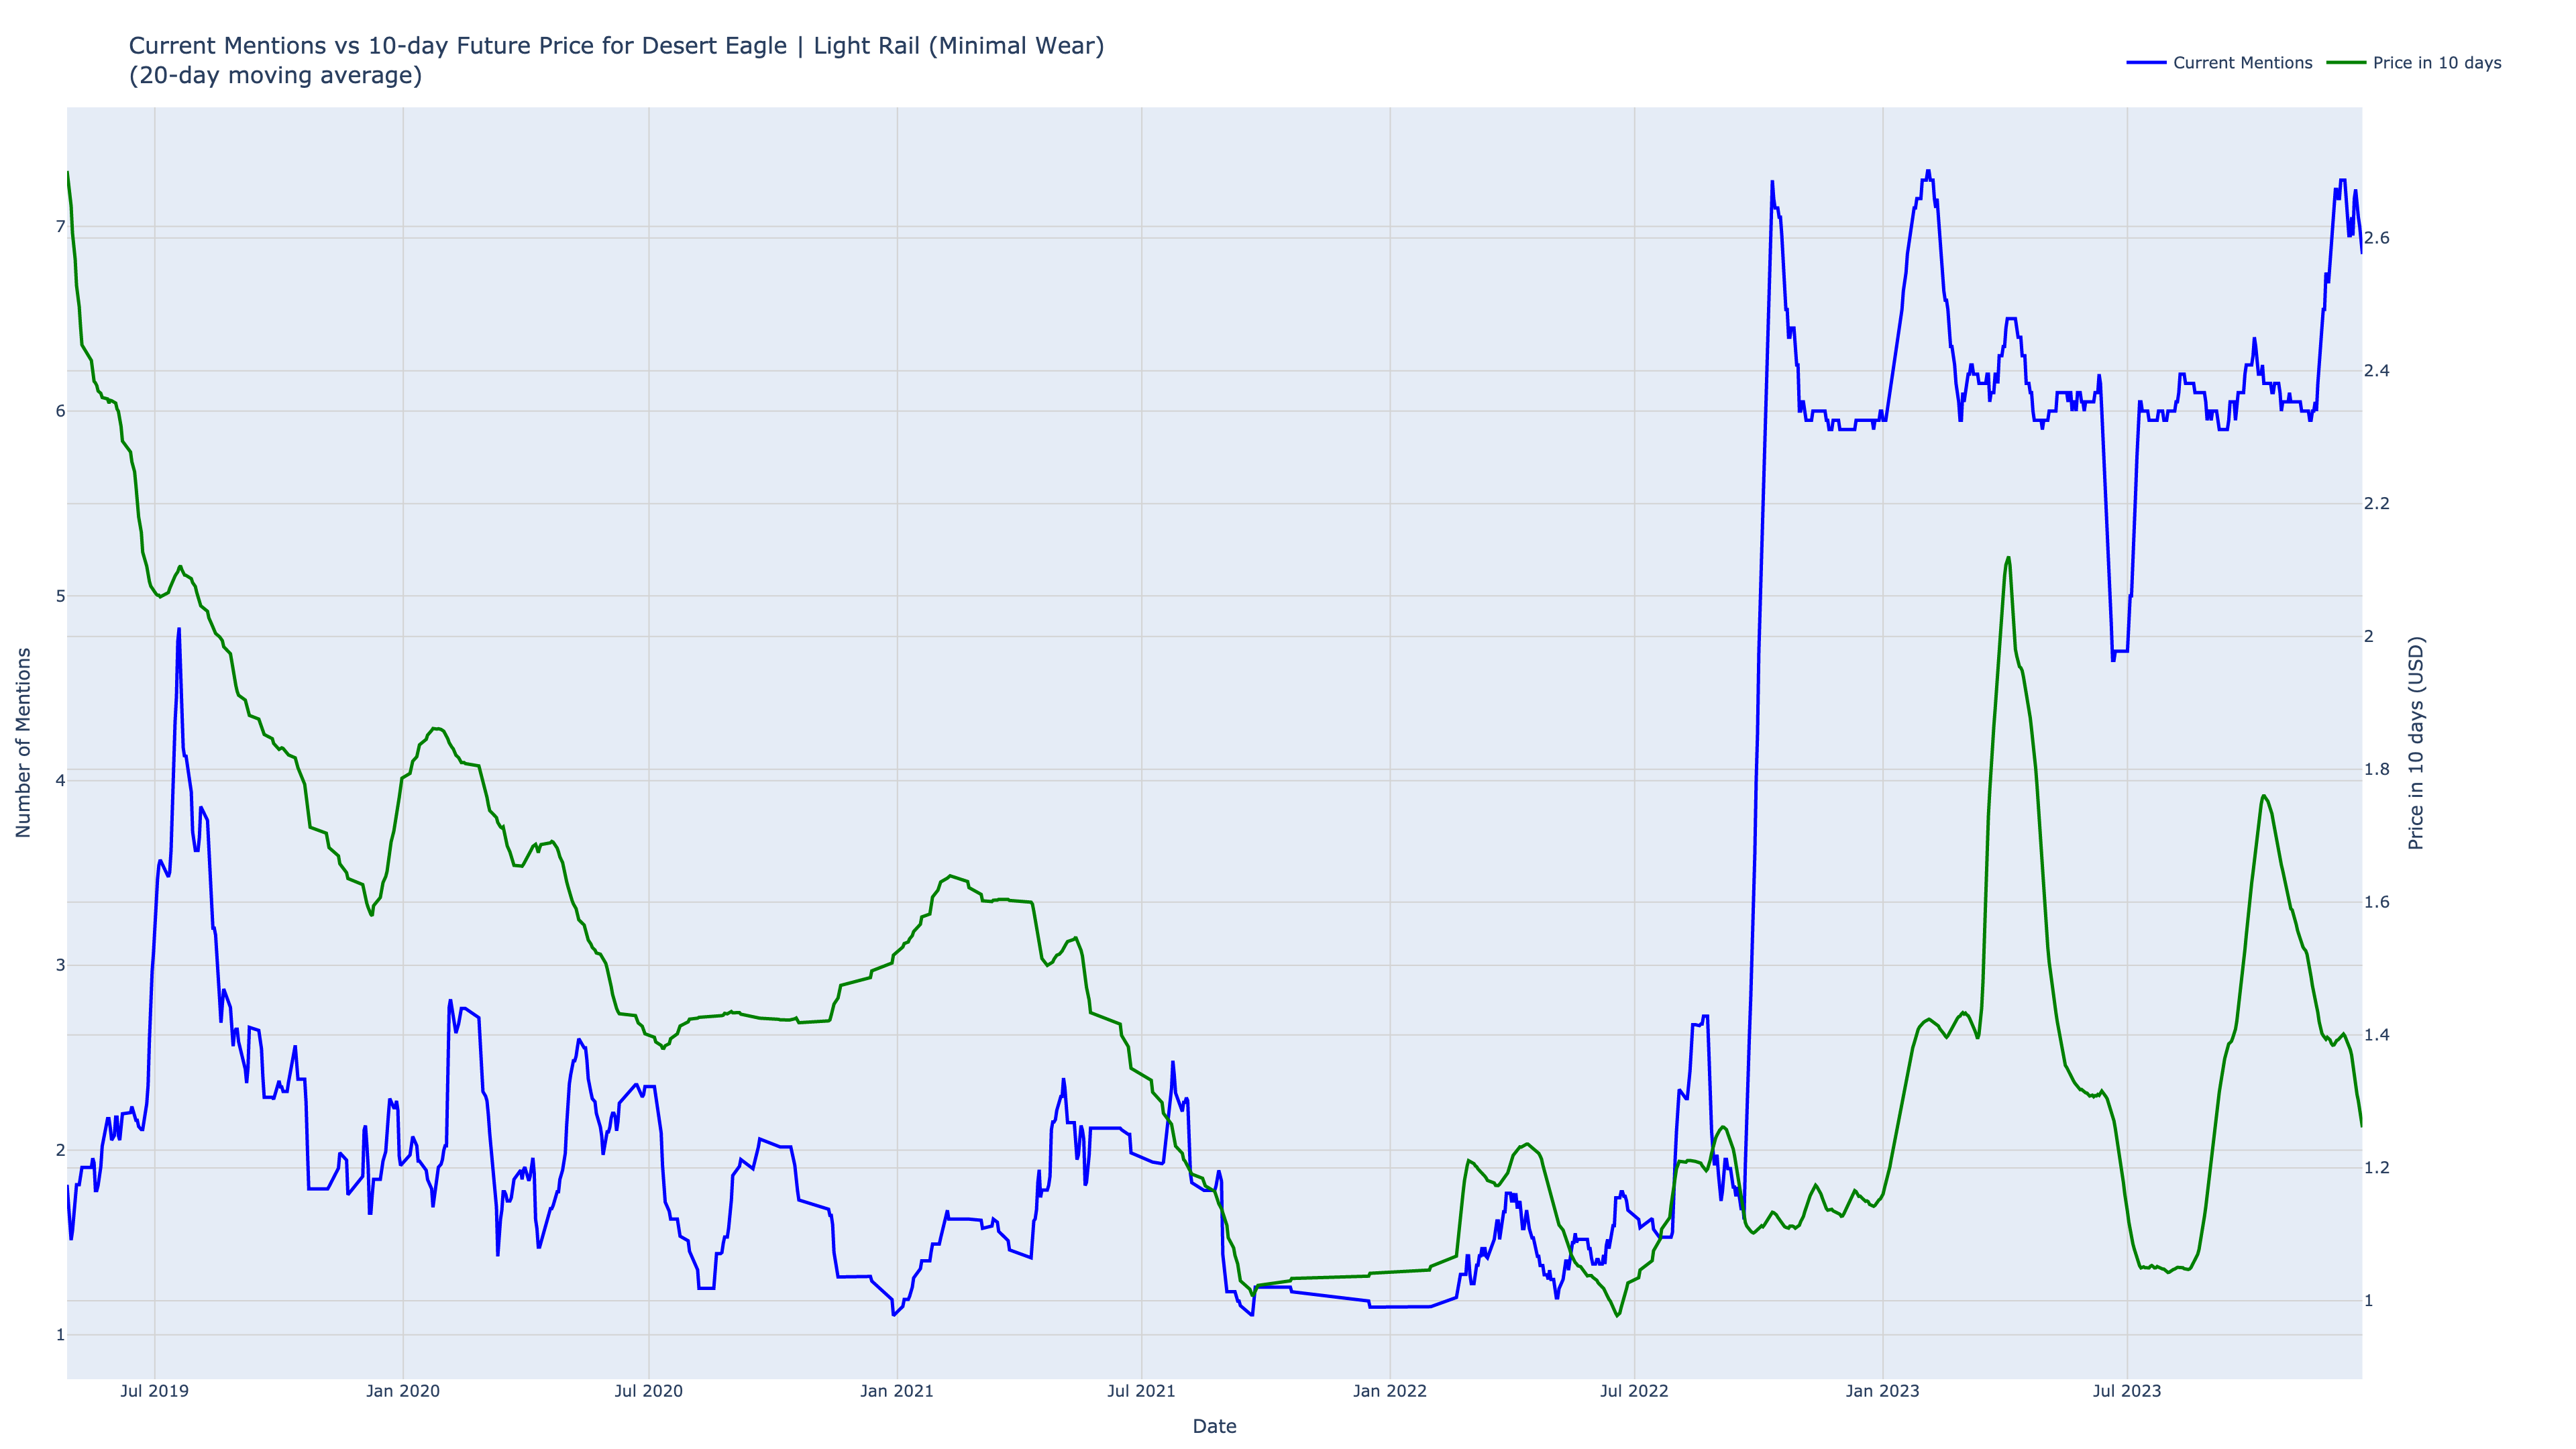 Current Mentions vs 10-day Future Price for Desert Eagle | Light Rail (Minimal Wear)
(20-day moving average)
Current Mentions
Price in 10 days
7
6
5
4
3
2
1
Number of Mentions
2.6
2.4
2.2
2
1.8
1.6
1.4
1.2
1
Price in 10 days (USD)
Jul 2019
Jan 2020
Jul 2020
Jan 2021
Jul 2021
Jan 2022
Jul 2022
Jan 2023
Jul 2023
Date